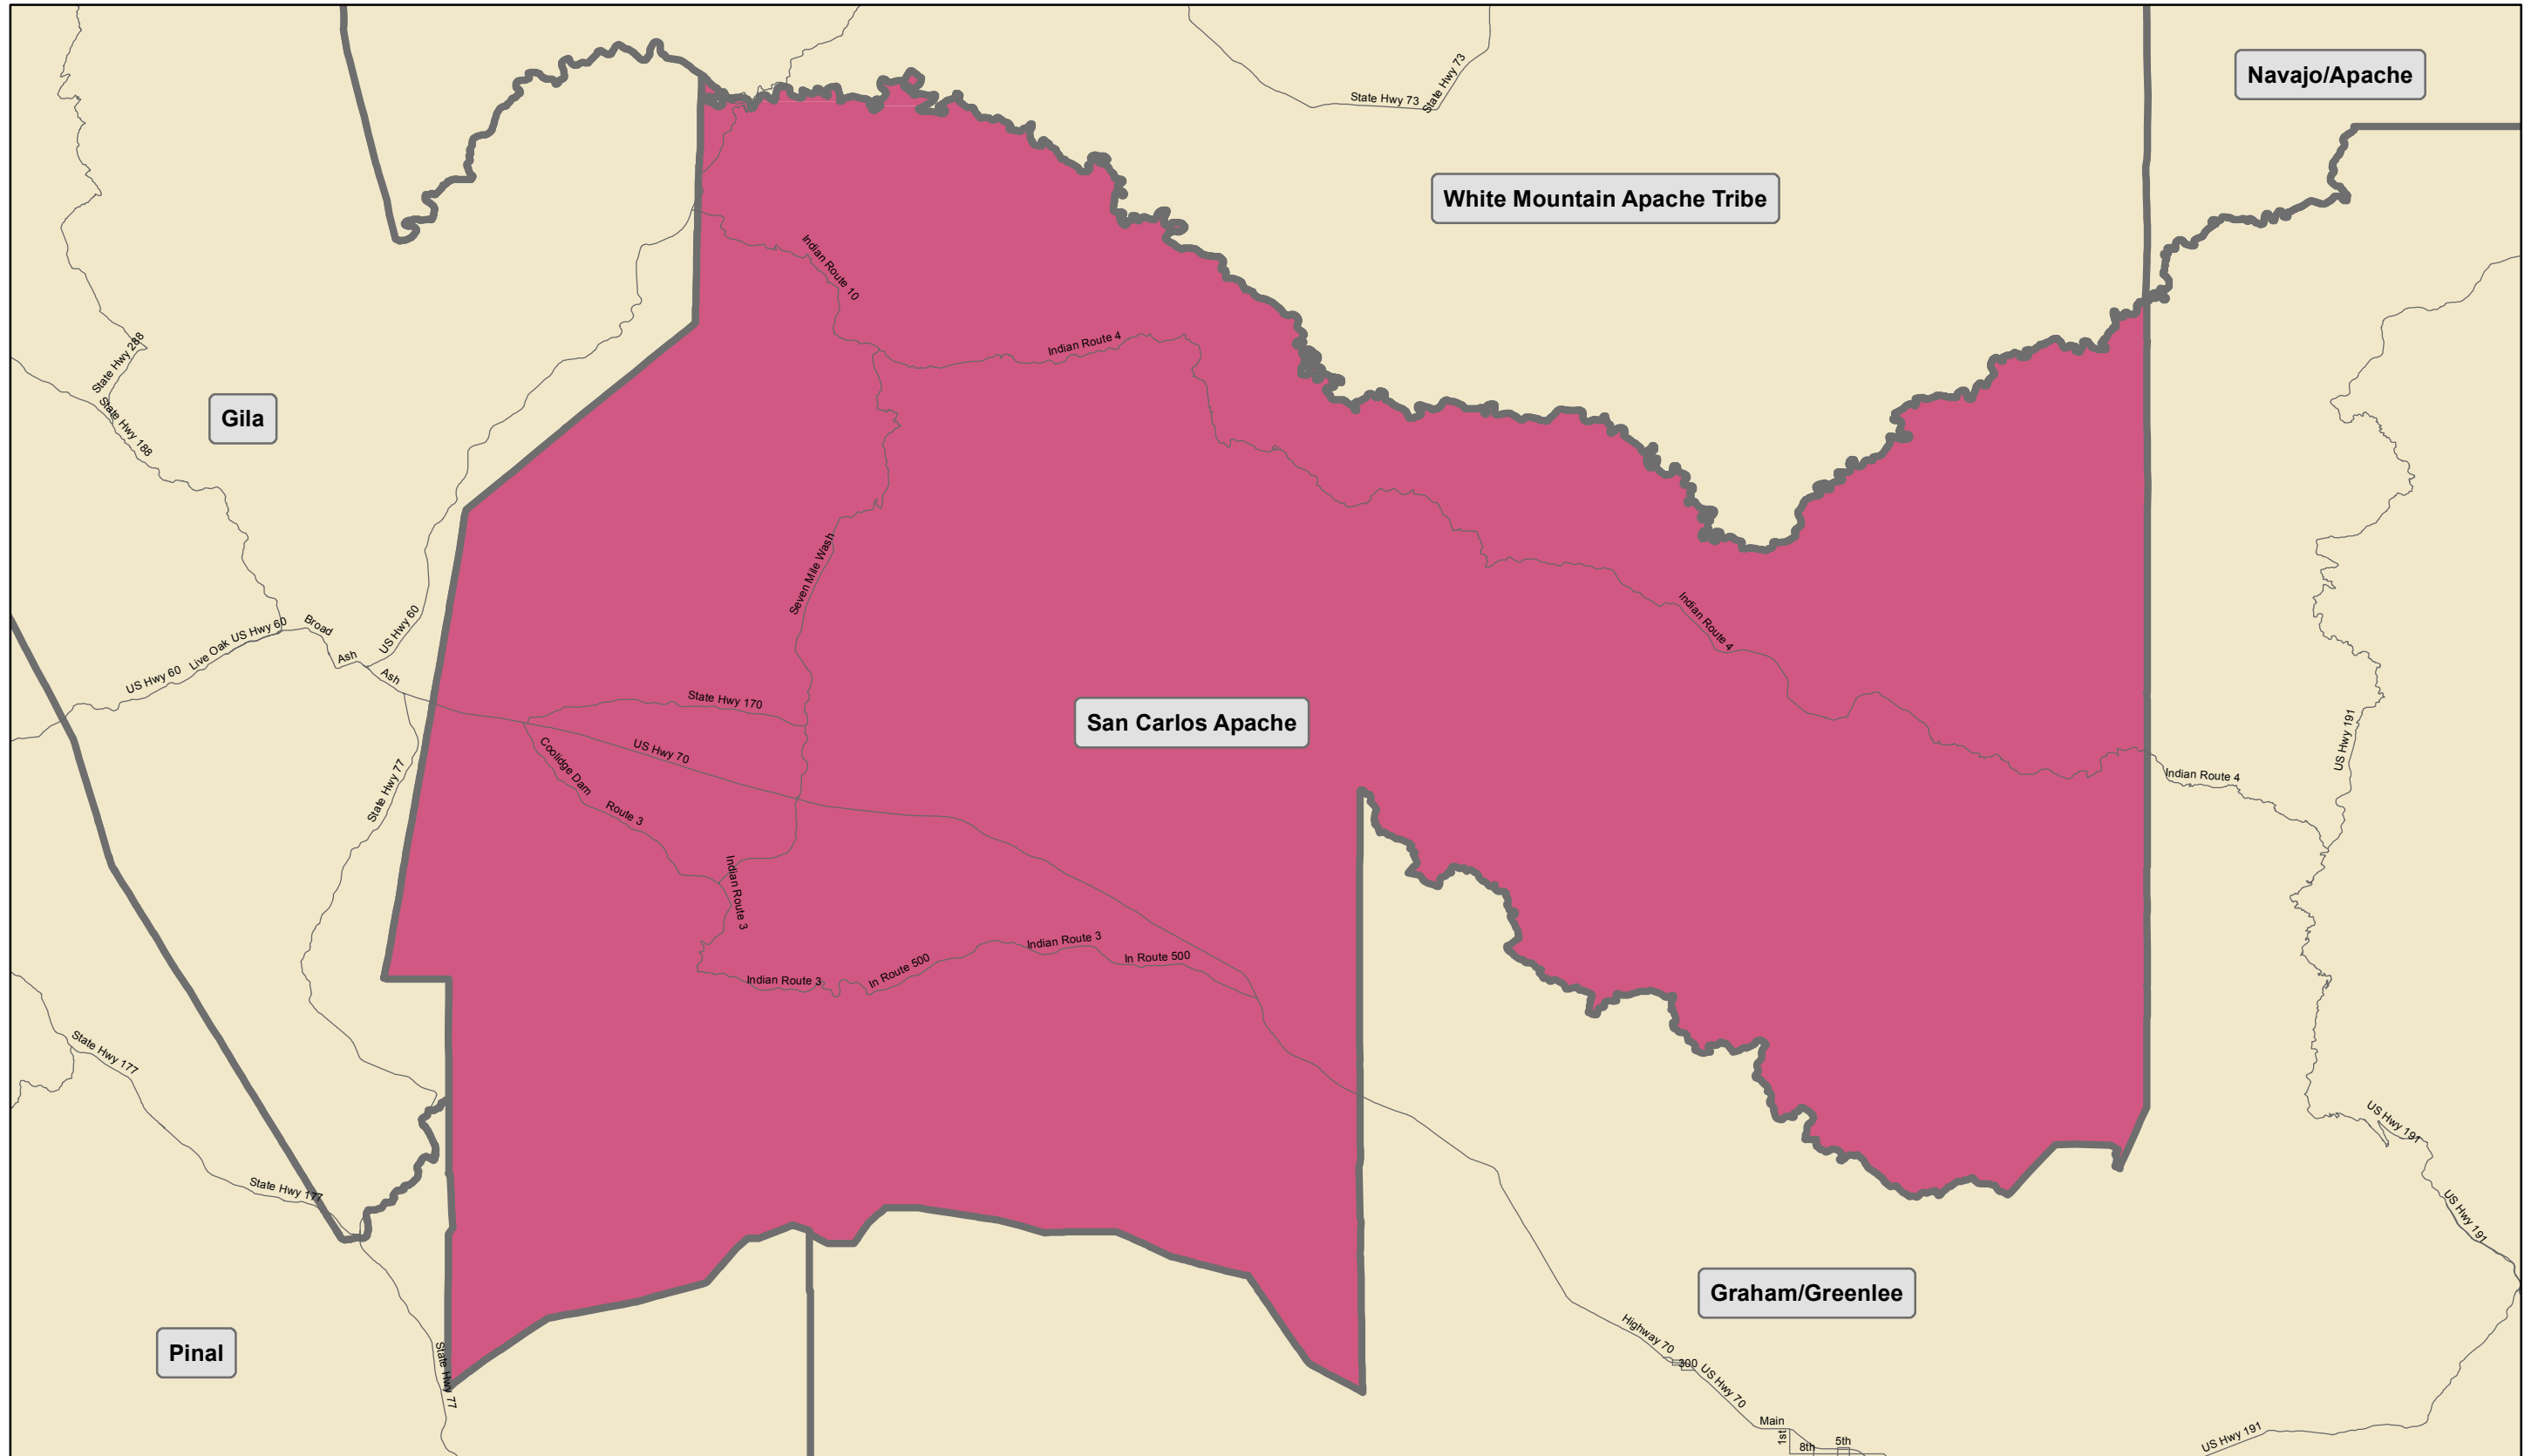 Navajo/Apache
State Hwy 73
State Hwy 73
White Mountain Apache Tribe
Indian Route 10
State Hwy 288
Indian Route 4
State Hwy 188
Gila
Seven Mile Wash
Indian Route 4
US Hwy 60
Live Oak
US Hwy 60
Broad
Ash
US Hwy 60
Ash
State Hwy 170
San Carlos Apache
US Hwy 70
Coolidge Dam
Route 3
State Hwy 77
US Hwy 191
Indian Route 4
Indian Route 3
Indian Route 3
In Route 500
Indian Route 3
In Route 500
State Hwy 177
US Hwy 191
State Hwy 177
US Hwy 191
Graham/Greenlee
Pinal
State Hwy 77
Highway 70
300
US Hwy 70
Main
1st
8th
5th
US Hwy 191